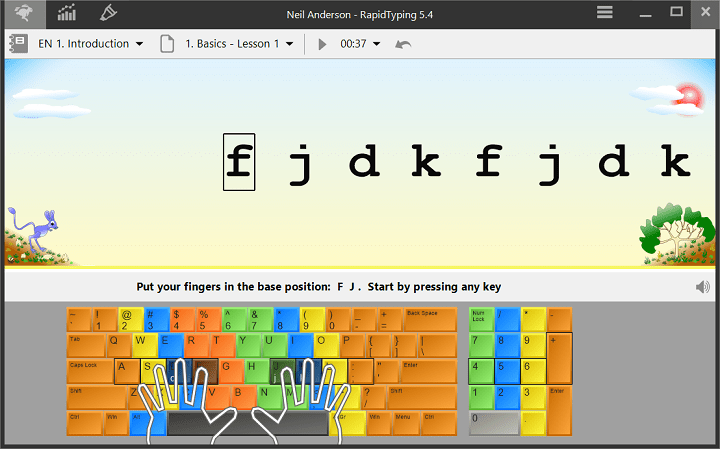 Neil Anderson - RapidTyping 5.4
EN 1. Introduction
1. Basics - Lesson 1
00:37
f j d k f j d k
Put your fingers in the base position: F J . Start by pressing any key
~ ! @ # $ % ^ & * ( ) _ + Back Space
` 1 2 3 4 5 6 7 8 9 0 - =
Tab Q W E R T Y U I O P { } |
[ ] \
Caps Lock A S G H : " Enter
;
Shift Z V B N M ? Shift
/
Ctrl Win Alt Gr Win Menu Ctrl
Num Lock / * -
7 8 9 +
4 5 6
1 2 3 Enter
0 .